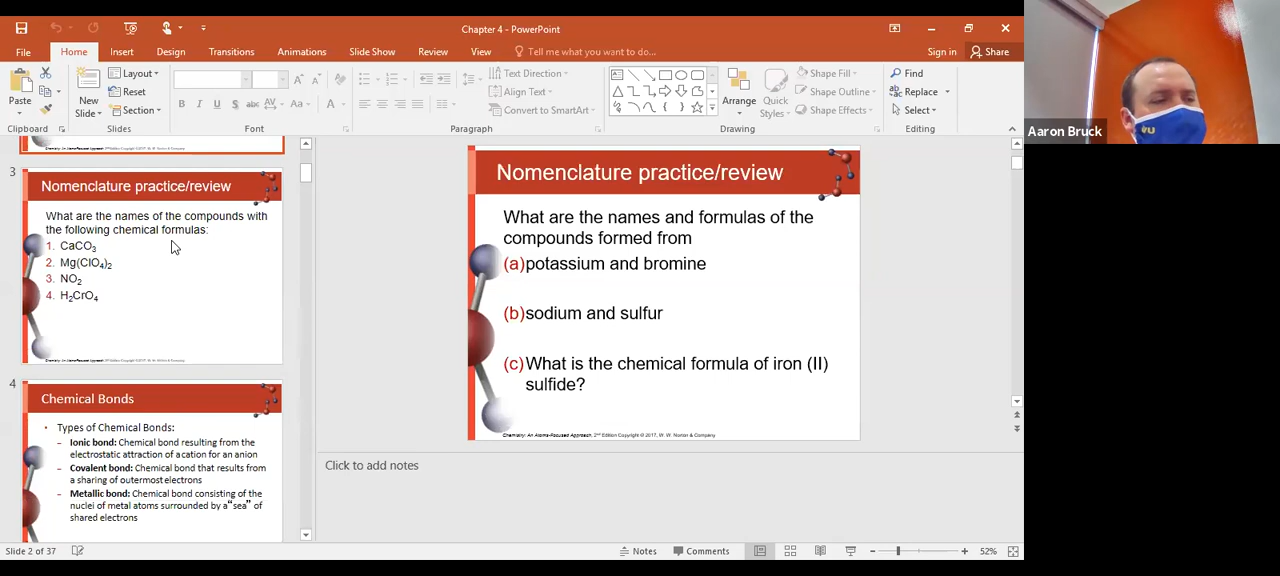 Chapter 4 - PowerPoint
File Home Insert Design Transitions Animations Slide Show Review View Tell me what you want to do... Sign in Share
Paste
New
Slide
Layout
Reset
Section
B I U S abc AV Aa A
Text Direction
Align Text
Convert to SmartArt
Arrange
Quick
Styles
Shape Fill
Shape Outline
Shape Effects
Find
Replace
Select
Clipboard Slides Font Paragraph Drawing Editing
Aaron Bruck
VU
3
Nomenclature practice/review
What are the names of the compounds with
the following chemical formulas:
1. CaCO3
2. Mg(ClO4)2
3. NO2
4. H2CrO4
4
Chemical Bonds
• Types of Chemical Bonds:
– Ionic bond: Chemical bond resulting from the
electrostatic attraction of a cation for an anion
– Covalent bond: Chemical bond that results from
a sharing of outermost electrons
– Metallic bond: Chemical bond consisting of the
nuclei of metal atoms surrounded by a "sea" of
shared electrons
Nomenclature practice/review
What are the names and formulas of the
compounds formed from
(a)potassium and bromine
(b)sodium and sulfur
(c)What is the chemical formula of iron (II)
sulfide?
Chemistry: An Atoms-Focused Approach, 2nd Edition Copyright © 2017, W. W. Norton & Company
Click to add notes
Slide 2 of 37
Notes
Comments
52%